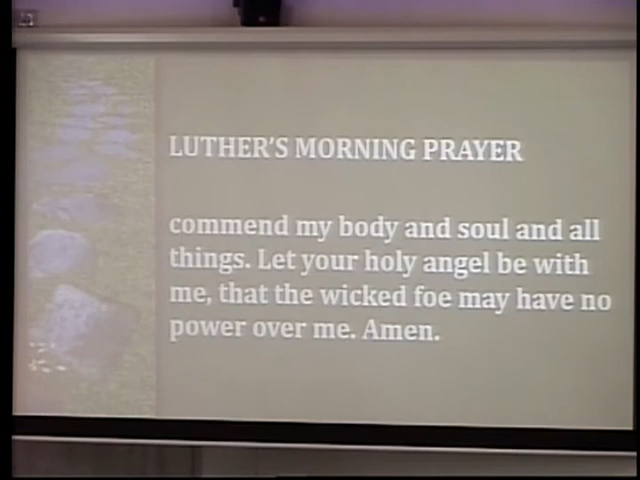 LUTHER'S MORNING PRAYER
commend my body and soul and all
things. Let your holy angel be with
me, that the wicked foe may have no
power over me. Amen.